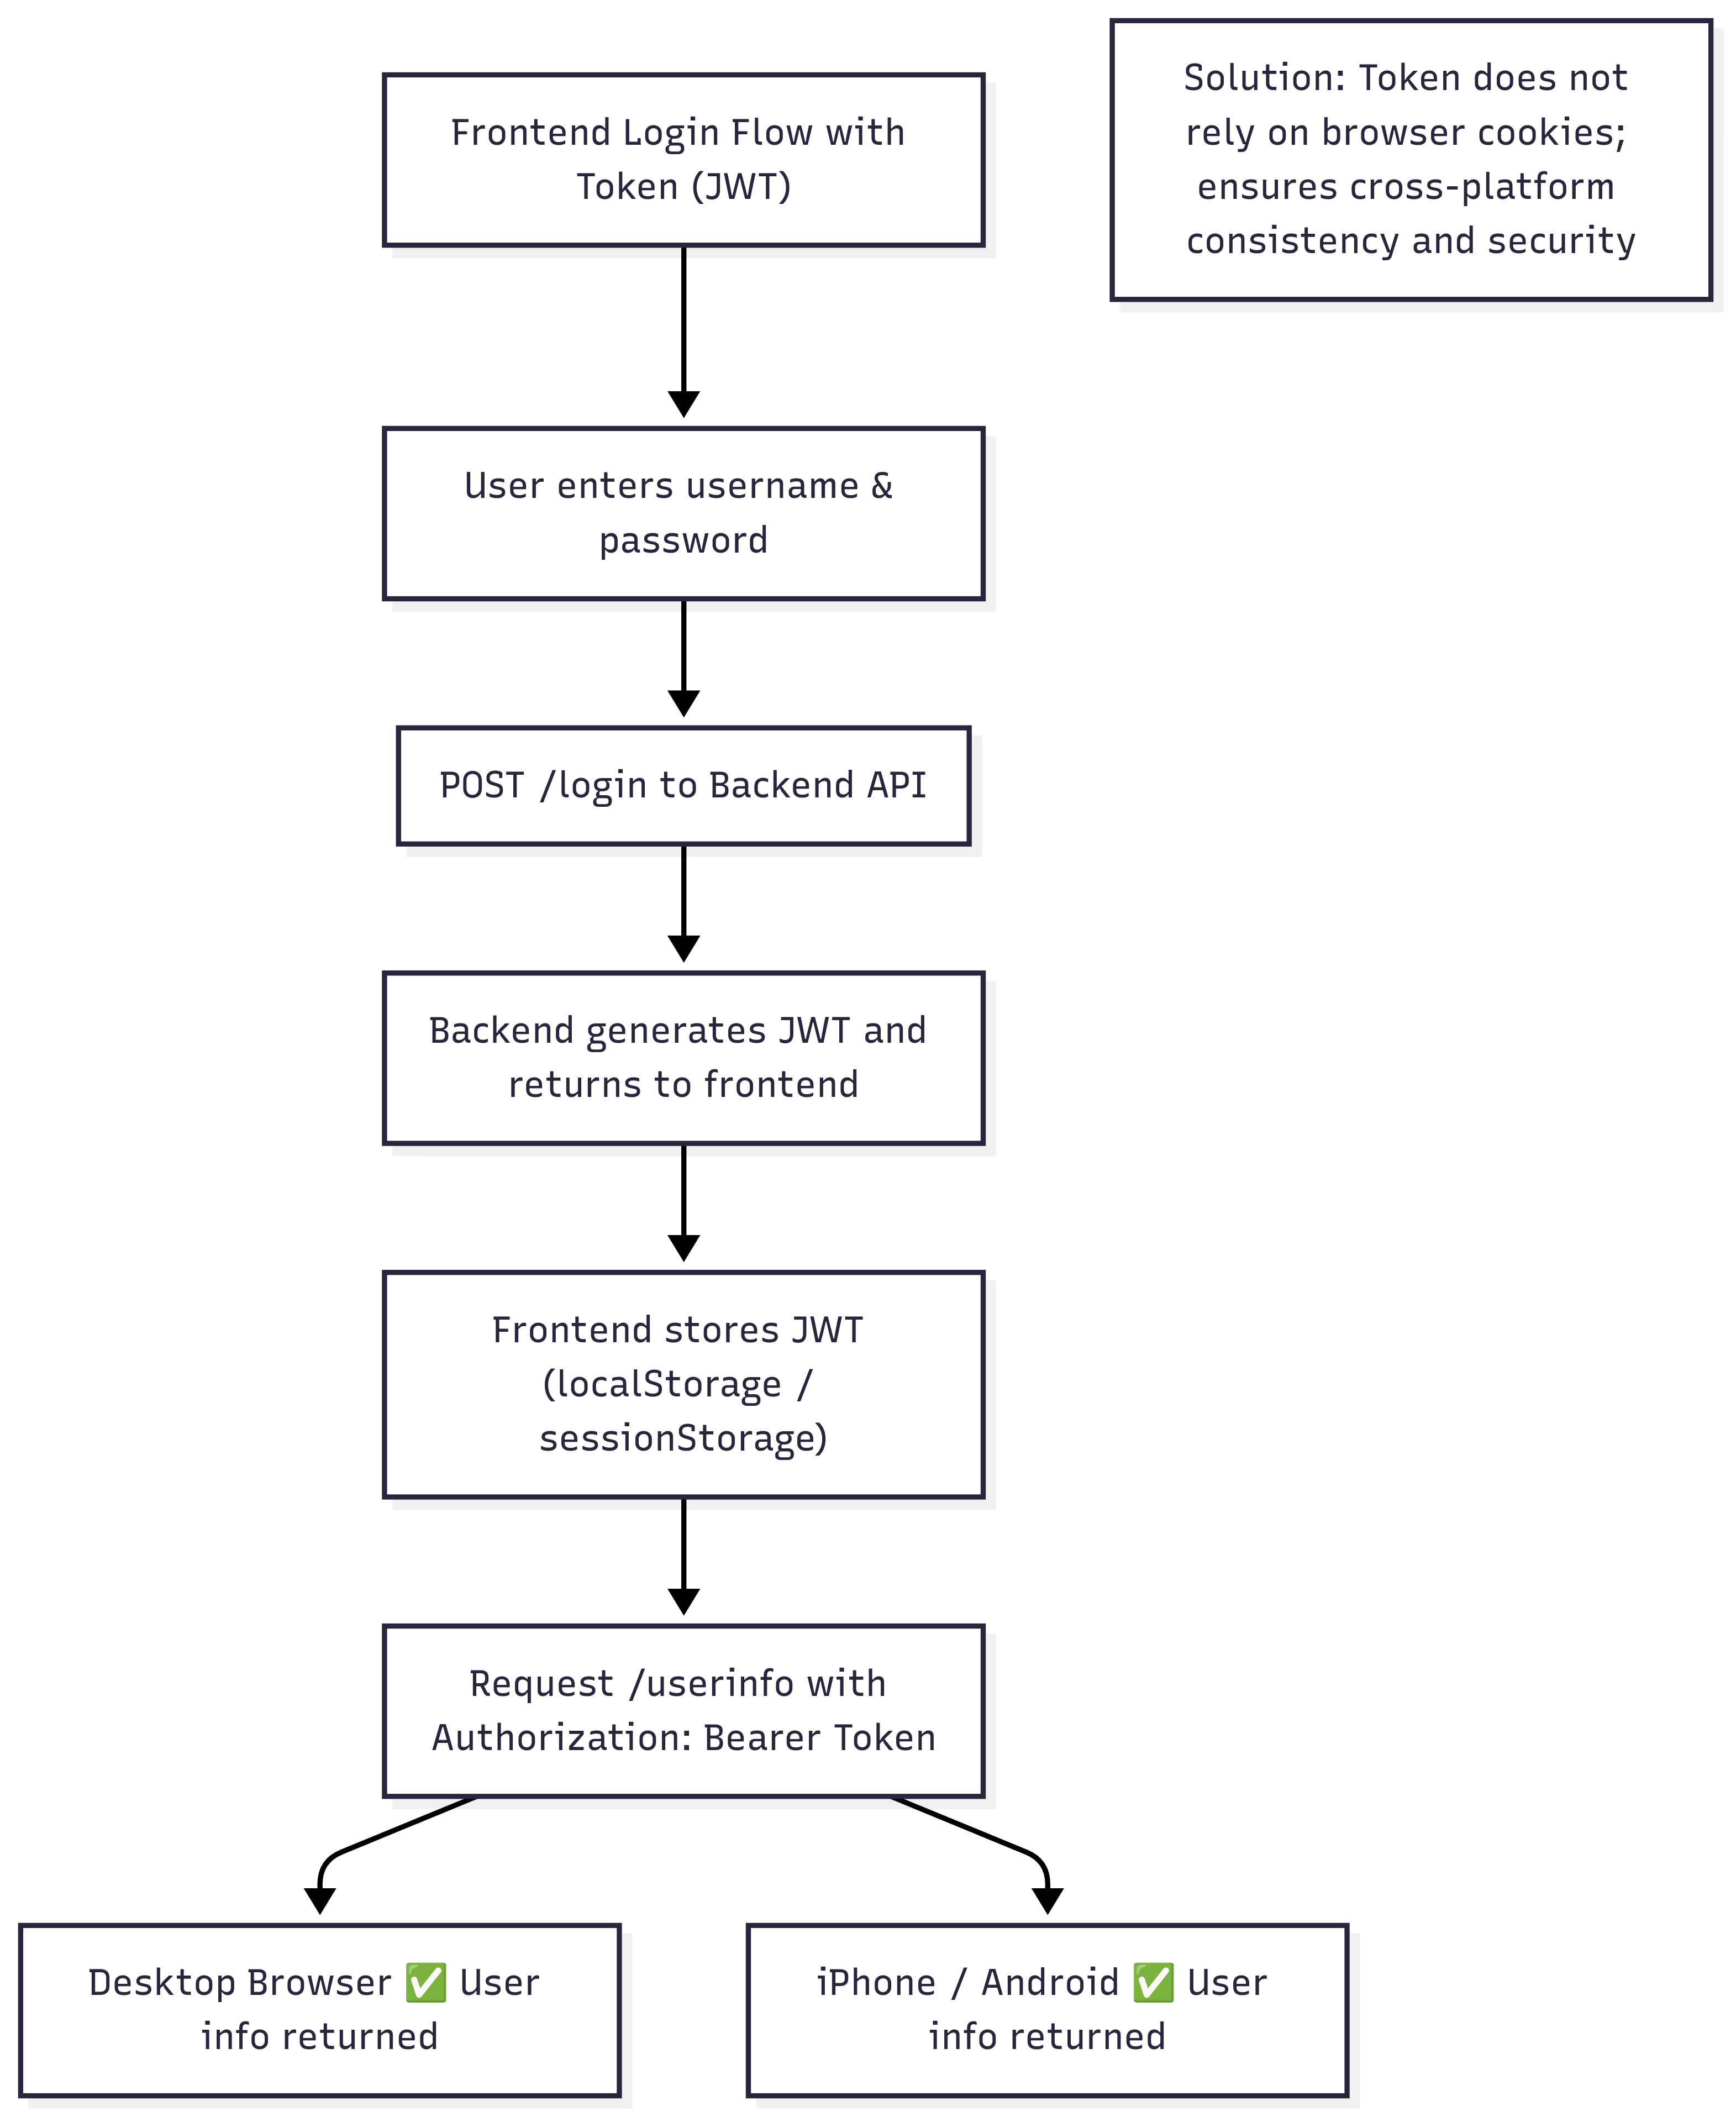 Frontend Login Flow with
Token (JWT)
Solution: Token does not
rely on browser cookies;
ensures cross-platform
consistency and security
User enters username &
password
POST /login to Backend API
Backend generates JWT and
returns to frontend
Frontend stores JWT
(localStorage /
sessionStorage)
Request /userinfo with
Authorization: Bearer Token
Desktop Browser ✅ User
info returned
iPhone / Android ✅ User
info returned